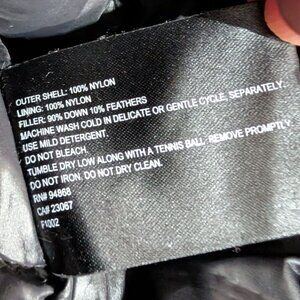 OUTER SHELL: 100% NYLON
LINING: 100% NYLON
FILLER: 90% DOWN 10% FEATHERS
MACHINE WASH COLD IN DELICATE OR GENTLE CYCLE, SEPARATELY.
USE MILD DETERGENT.
DO NOT BLEACH.
TUMBLE DRY LOW ALONG WITH A TENNIS BALL. REMOVE PROMPTLY.
DO NOT IRON. DO NOT DRY CLEAN.
RN# 94868
CA# 23067
F1002